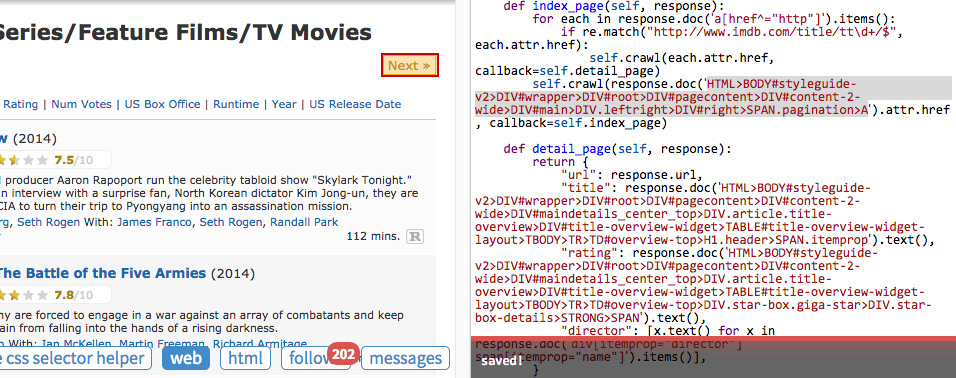 Series/Feature Films/TV Movies
Next »
Rating | Num Votes | US Box Office | Runtime | Year | US Release Date
w (2014)
7.5/10
producer Aaron Rapoport run the celebrity tabloid show "Skylark Tonight."
n interview with a surprise fan, North Korean dictator Kim Jong-un, they are
CIA to turn their trip to Pyongyang into an assassination mission.
rg, Seth Rogen With: James Franco, Seth Rogen, Randall Park
112 mins. R
The Battle of the Five Armies (2014)
7.8/10
ny are forced to engage in a war against an array of combatants and keep
ain from falling into the hands of a rising darkness.
n With: Ian McKellen, Martin Freeman, Richard Armitage
e css selector helper
web
html
follow
202
messages
def index_page(self, response):
for each in response.doc('a[href^="http"]').items():
if re.match("http://www.imdb.com/title/tt\d+/$",
each.attr.href):
self.crawl(each.attr.href,
callback=self.detail_page)
self.crawl(response.doc('HTML>BODY#styleguide-
v2>DIV#wrapper>DIV#root>DIV#pagecontent>DIV#content-2-
wide>DIV#main>DIV.leftright>DIV#right>SPAN.pagination>A').attr.href
, callback=self.index_page)
def detail_page(self, response):
return {
"url": response.url,
"title": response.doc('HTML>BODY#styleguide-
v2>DIV#wrapper>DIV#root>DIV#pagecontent>DIV#content-2-
wide>DIV#maindetails_center_top>DIV.article.title-
overview>DIV#title-overview-widget>TABLE#title-overview-widget-
layout>TBODY>TR>TD#overview-top>H1.header>SPAN.itemprop').text(),
"rating": response.doc('HTML>BODY#styleguide-
v2>DIV#wrapper>DIV#root>DIV#pagecontent>DIV#content-2-
wide>DIV#maindetails_center_top>DIV.article.title-
overview>DIV#title-overview-widget>TABLE#title-overview-widget-
layout>TBODY>TR>TD#overview-top>DIV.star-box.giga-star>DIV.star-
box-details>STRONG>SPAN').text(),
"director": [x.text() for x in
response.doc('div[itemprop="director"]
span[itemprop="name"]').items()],
}
saved!